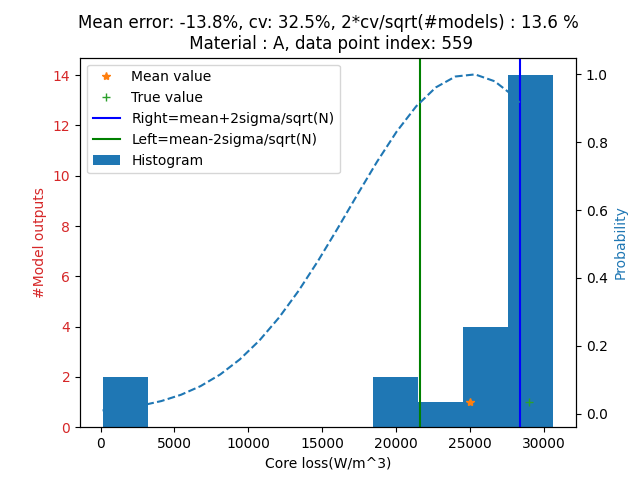 Mean error: -13.8%, cv: 32.5%, 2*cv/sqrt(#models) : 13.6 %
Material : A, data point index: 559
Mean value
True value
Right=mean+2sigma/sqrt(N)
Left=mean-2sigma/sqrt(N)
Histogram
#Model outputs
14
12
10
8
6
4
2
0
1.0
0.8
0.6
0.4
0.2
0.0
Probability
0 5000 10000 15000 20000 25000 30000
Core loss(W/m^3)